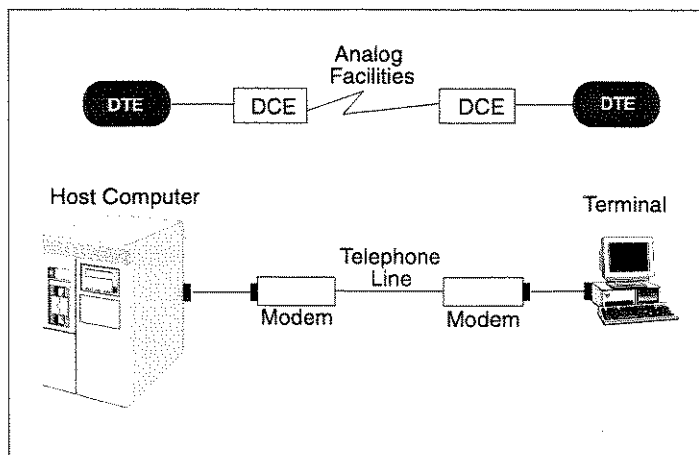 Analog
Facilities
DTE
DCE
DCE
DTE
Host Computer
Terminal
Telephone
Line
Modem
Modem